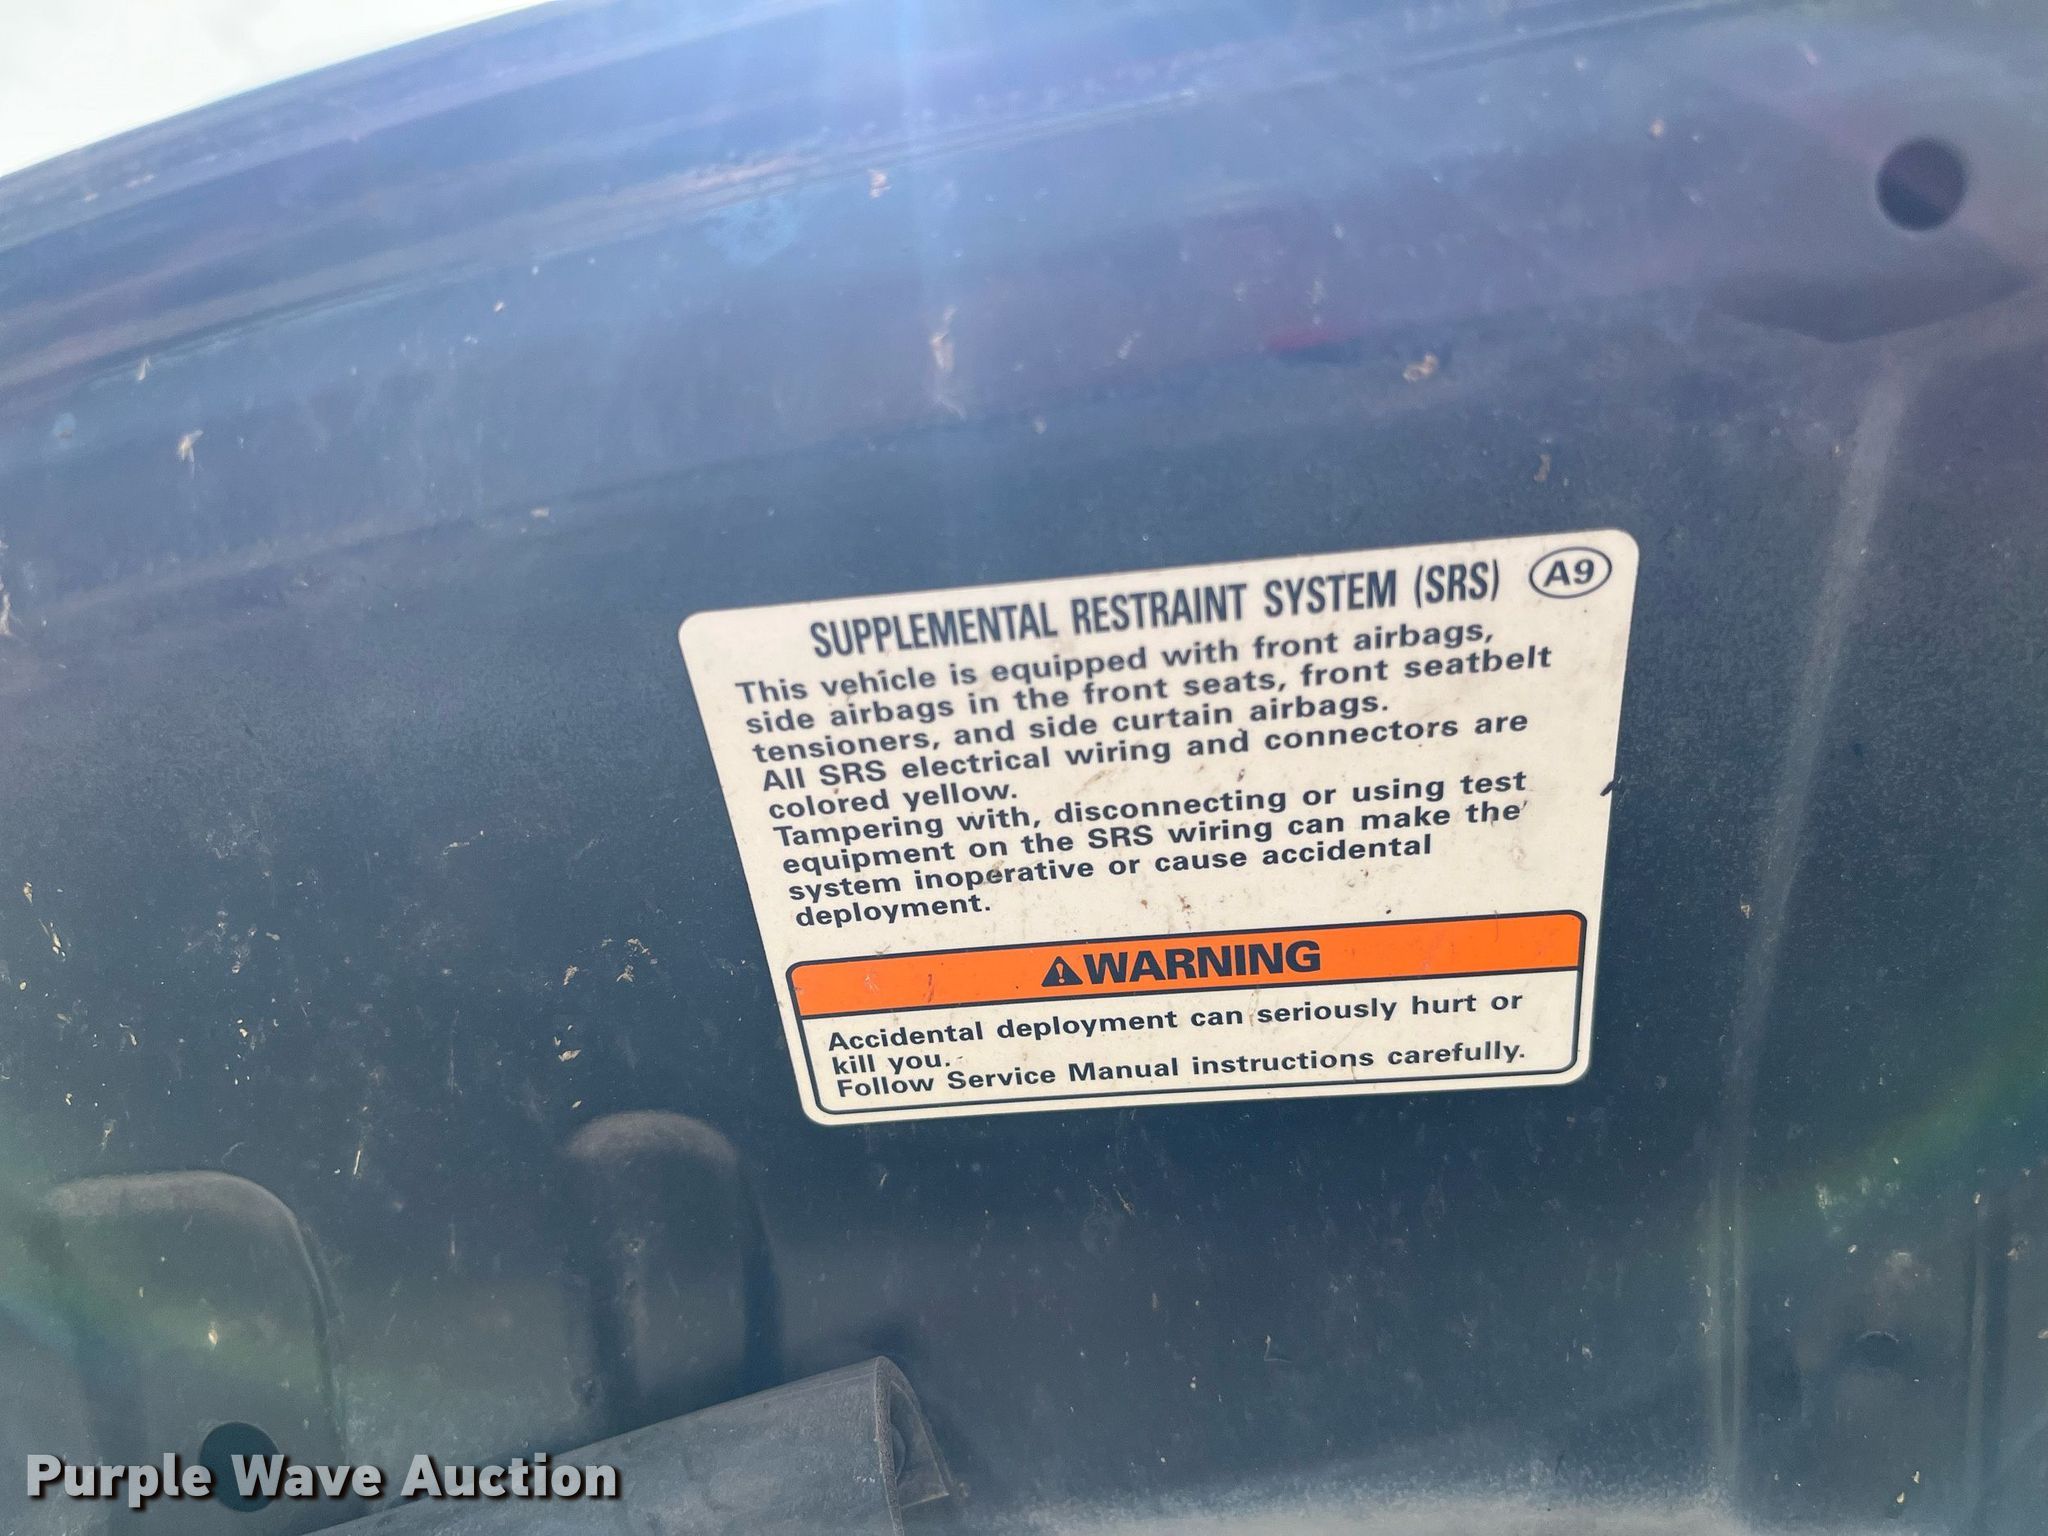 SUPPLEMENTAL RESTRAINT SYSTEM (SRS) A9
This vehicle is equipped with front airbags,
side airbags in the front seats, front seatbelt
tensioners, and side curtain airbags.
All SRS electrical wiring and connectors are
colored yellow.
Tampering with, disconnecting or using test
equipment on the SRS wiring can make the
system inoperative or cause accidental
deployment.
WARNING
Accidental deployment can seriously hurt or
kill you.
Follow Service Manual instructions carefully.
Purple Wave Auction